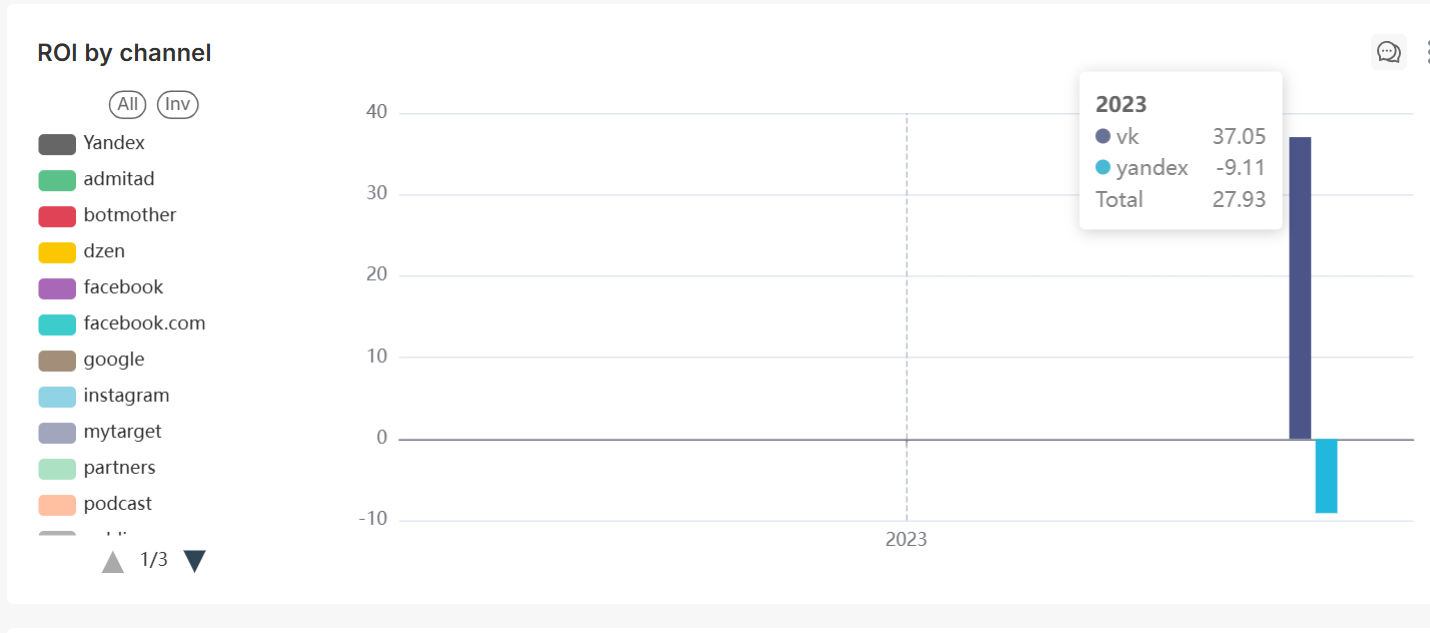 ROI by channel
All Inv
Yandex
admitad
botmother
dzen
facebook
facebook.com
google
instagram
mytarget
partners
podcast
1/3
40
30
20
10
0
-10
2023
2023
vk 37.05
yandex -9.11
Total 27.93